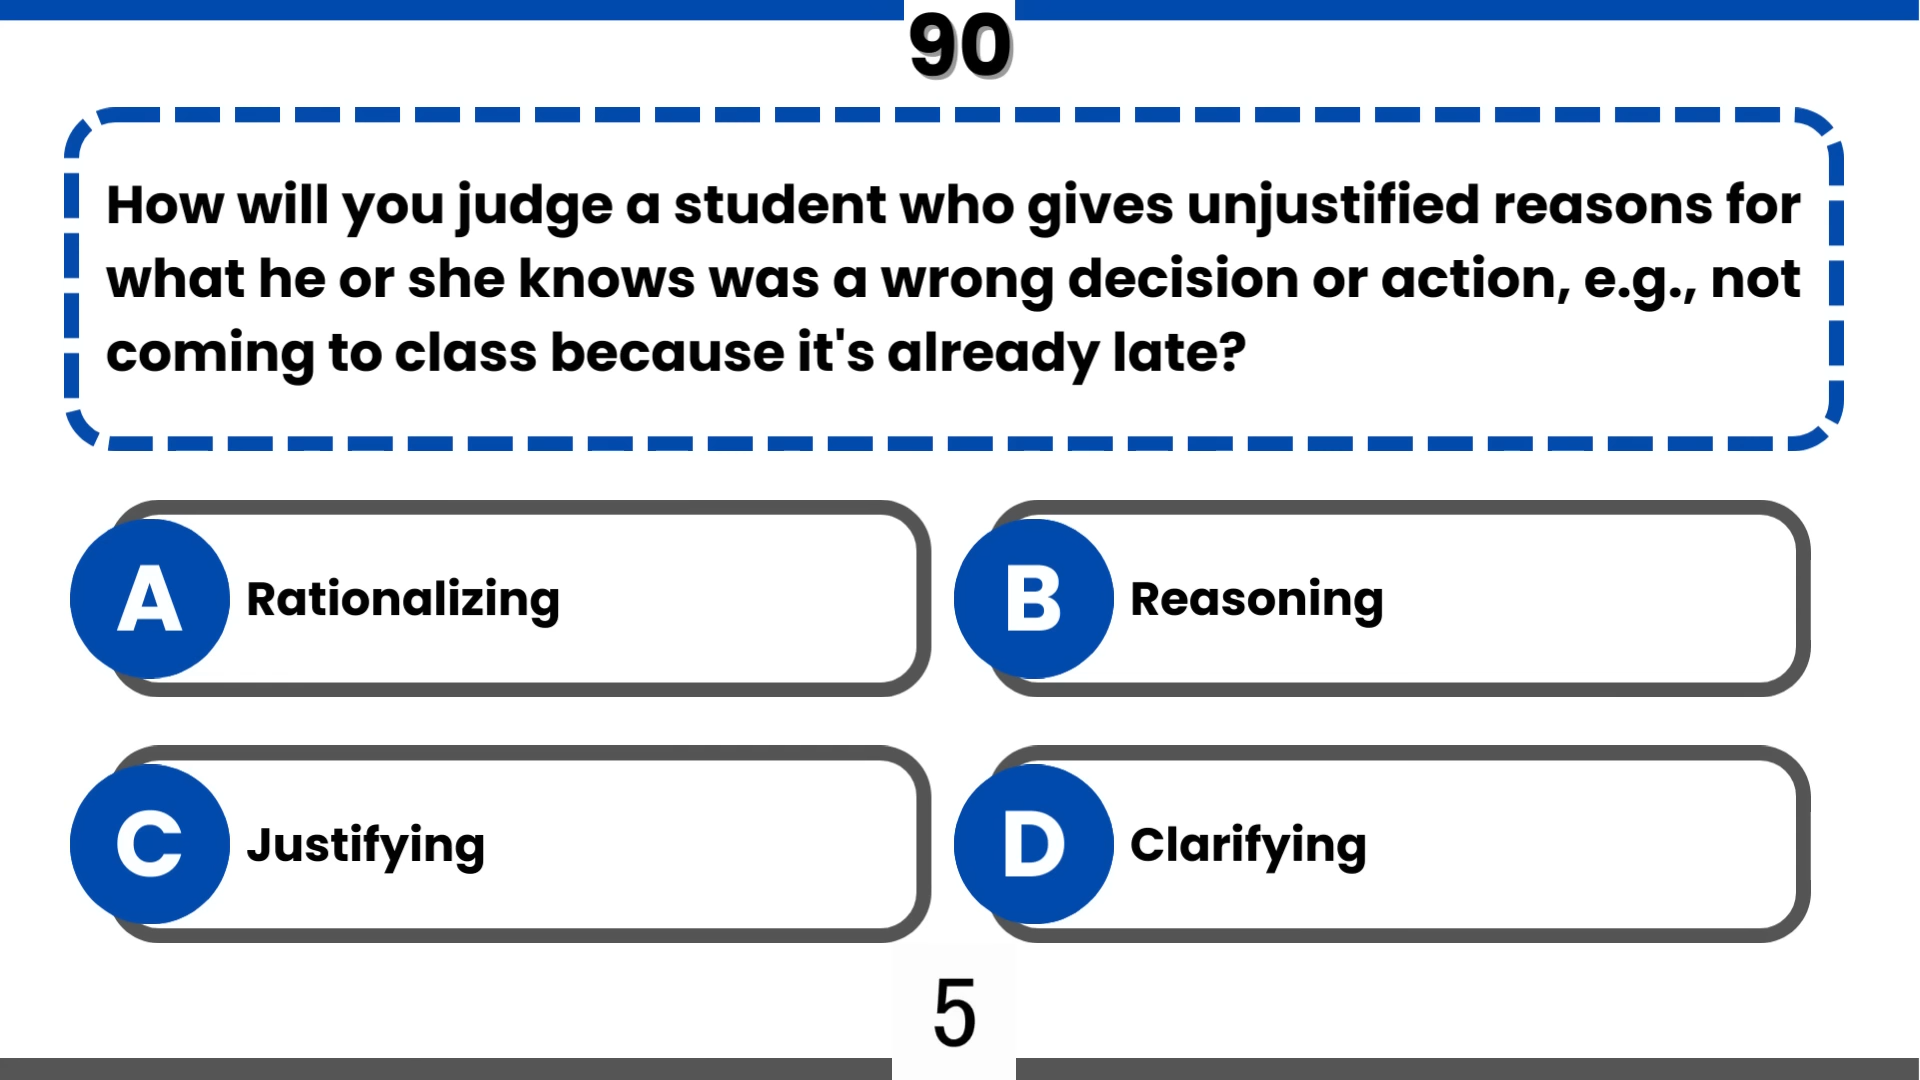 90
How will you judge a student who gives unjustified reasons for
what he or she knows was a wrong decision or action, e.g., not
coming to class because it's already late?
A Rationalizing
B Reasoning
C Justifying
D Clarifying
5